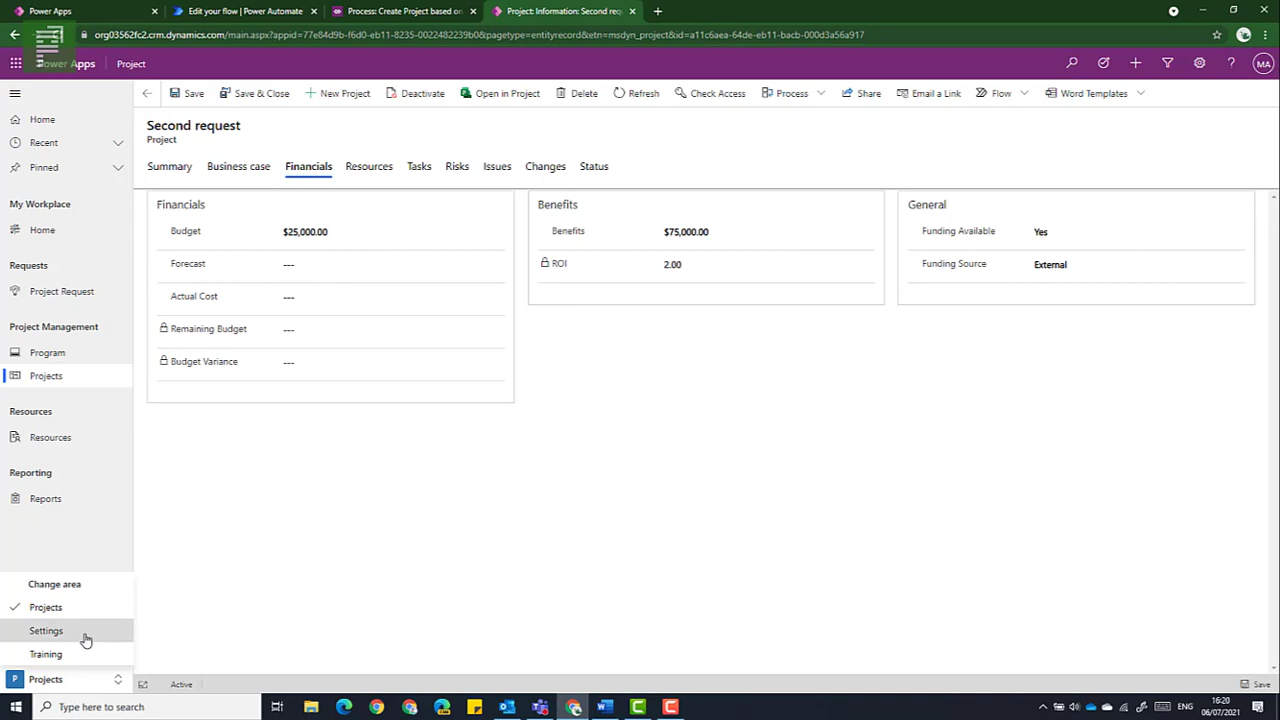 Power Apps
Edit your flow | Power Automate
Process: Create Project based on
Project: Information: Second req
org03562fc2.crm.dynamics.com/main.aspx?appid=77e84d9b-f6d0-eb11-8235-0022482239b0&pagetype=entityrecord&etn=msdyn_project&id=a11c6aea-64de-eb11-bacb-000d3a56a917
Power Apps
Project
MA
Save
Save & Close
New Project
Deactivate
Open in Project
Delete
Refresh
Check Access
Process
Share
Email a Link
Flow
Word Templates
Home
Recent
Pinned
My Workplace
Home
Requests
Project Request
Project Management
Program
Projects
Resources
Resources
Reporting
Reports
Change area
Projects
Settings
Training
P Projects
Second request
Project
Summary
Business case
Financials
Resources
Tasks
Risks
Issues
Changes
Status
Financials
Budget $25,000.00
Forecast ---
Actual Cost ---
Remaining Budget ---
Budget Variance ---
Benefits
Benefits $75,000.00
ROI 2.00
General
Funding Available Yes
Funding Source External
Active
Save
Type here to search
ENG
16:20
06/07/2021